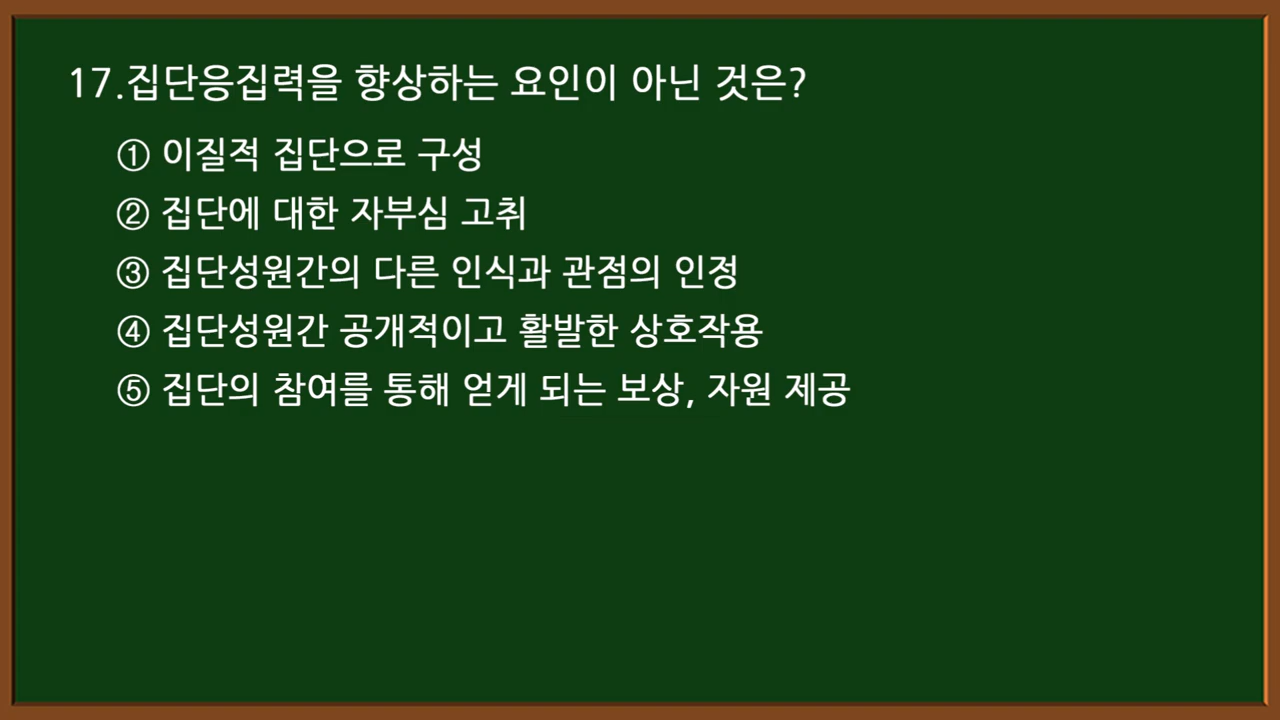 17.집단응집력을 향상하는 요인이 아닌 것은?
① 이질적 집단으로 구성
② 집단에 대한 자부심 고취
③ 집단성원간의 다른 인식과 관점의 인정
④ 집단성원간 공개적이고 활발한 상호작용
⑤ 집단의 참여를 통해 얻게 되는 보상, 자원 제공